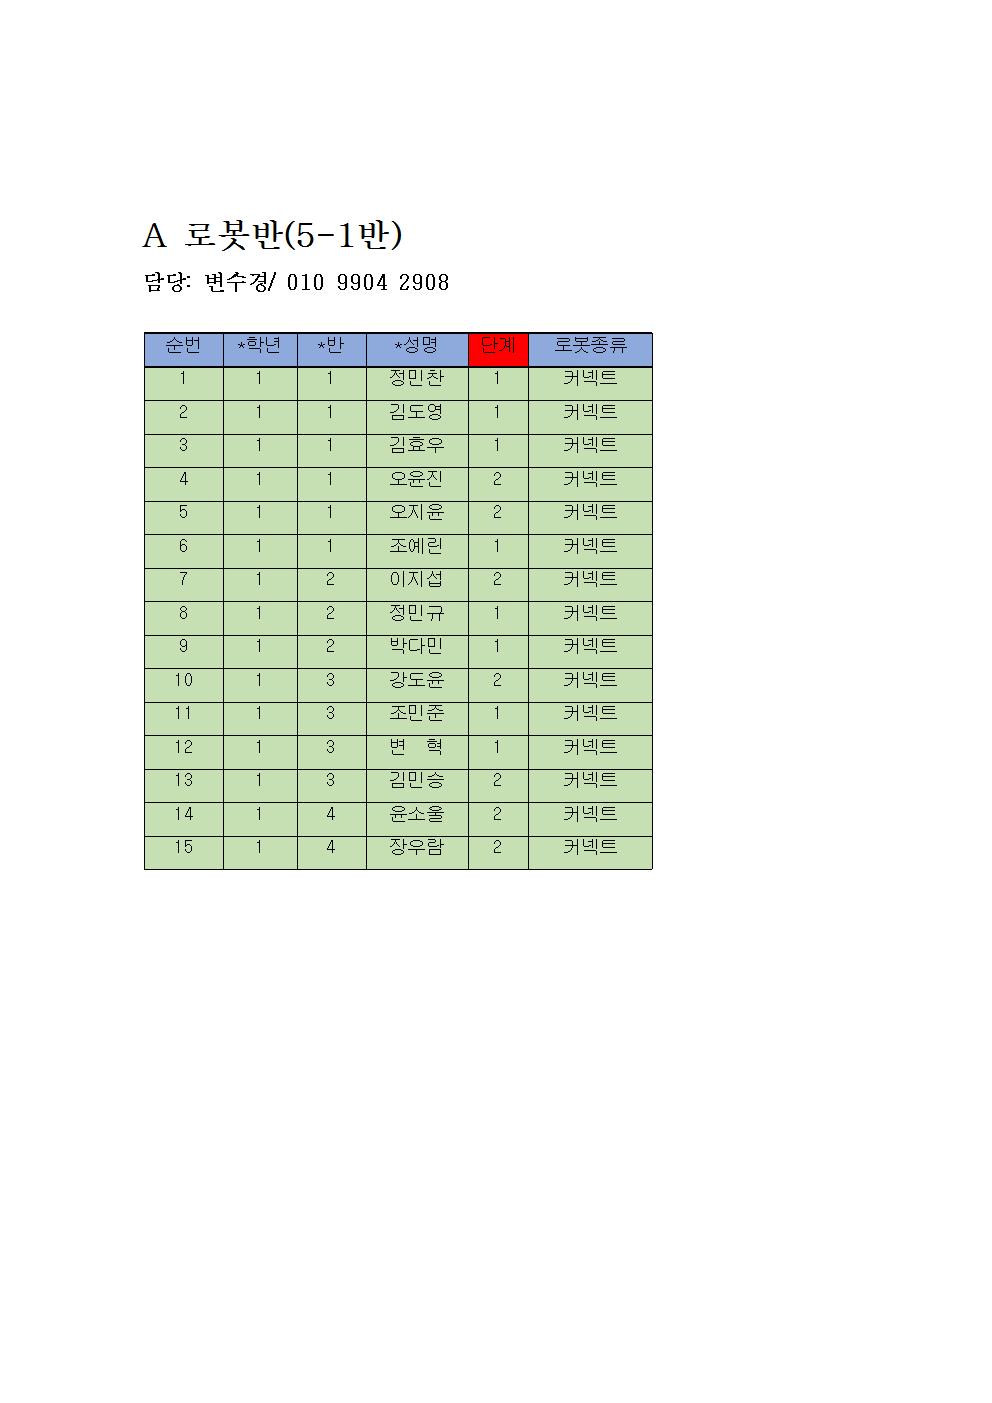 A 로봇반(5-1반)
담당: 변수경/ 010 9904 2908
순번 *학년 *반 *성명 단계 로봇종류
1 1 1 정민찬 1 커넥트
2 1 1 김도영 1 커넥트
3 1 1 김효우 1 커넥트
4 1 1 오윤진 2 커넥트
5 1 1 오지윤 2 커넥트
6 1 1 조예린 1 커넥트
7 1 2 이지섭 2 커넥트
8 1 2 정민규 1 커넥트
9 1 2 박다민 1 커넥트
10 1 3 강도윤 2 커넥트
11 1 3 조민준 1 커넥트
12 1 3 변 혁 1 커넥트
13 1 3 김민승 2 커넥트
14 1 4 윤소울 2 커넥트
15 1 4 장우람 2 커넥트